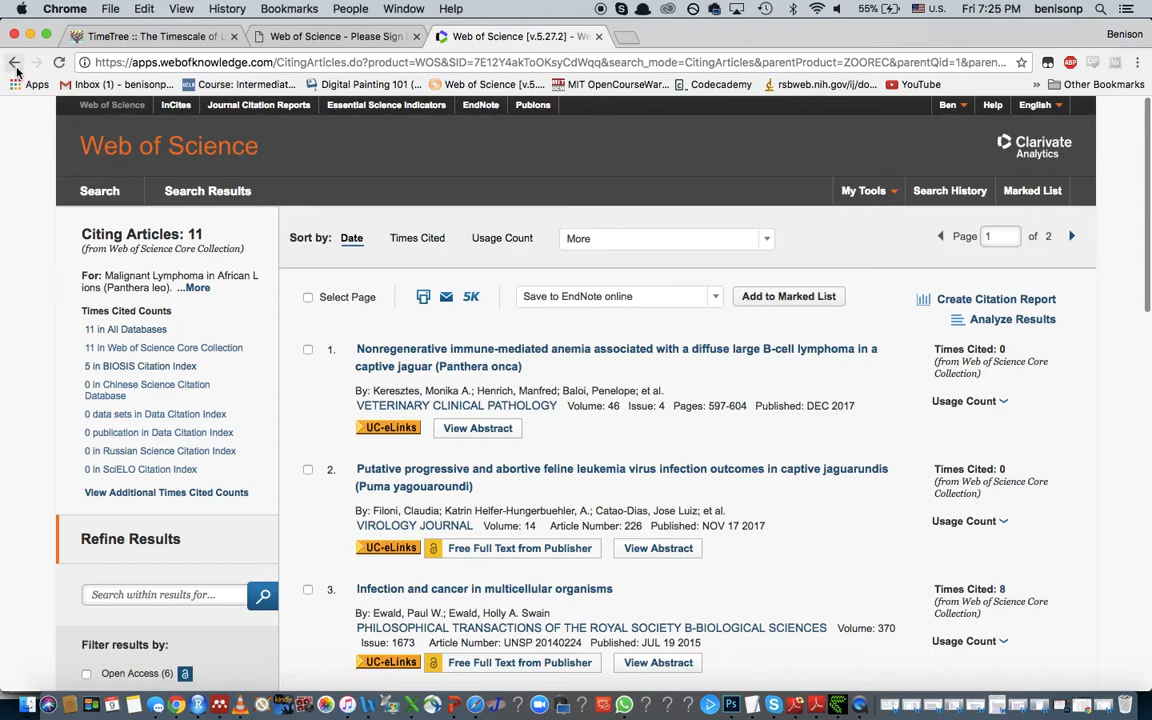 Chrome File Edit View History Bookmarks People Window Help 55% U.S. Fri 7:25 PM benisonp
TimeTree :: The Timescale of L Web of Science - Please Sign Web of Science [v.5.27.2] - We Benison
https://apps.webofknowledge.com/CitingArticles.do?product=WOS&SID=7E12Y4akToOKsyCdWqq&search_mode=CitingArticles&parentProduct=ZOOREC&parentQid=1&paren...
Apps Inbox (1) - benisonp... Course: Intermediat... Digital Painting 101 (... Web of Science [v.5.... MIT OpenCourseWar... Codecademy rsbweb.nih.gov/ij/do... YouTube » Other Bookmarks
Web of Science InCites Journal Citation Reports Essential Science Indicators EndNote Publons Ben Help English
Web of Science
Clarivate
Analytics
Search Search Results My Tools Search History Marked List
Citing Articles: 11
(from Web of Science Core Collection)
For: Malignant Lymphoma in African L
ions (Panthera leo). ...More
Times Cited Counts
11 in All Databases
11 in Web of Science Core Collection
5 in BIOSIS Citation Index
0 in Chinese Science Citation
Database
0 data sets in Data Citation Index
0 publication in Data Citation Index
0 in Russian Science Citation Index
0 in SciELO Citation Index
View Additional Times Cited Counts
Refine Results
Search within results for...
Filter results by:
Open Access (6)
Sort by: Date Times Cited Usage Count More Page 1 of 2
Select Page 5K Save to EndNote online Add to Marked List
Create Citation Report
Analyze Results
1. Nonregenerative immune-mediated anemia associated with a diffuse large B-cell lymphoma in a
captive jaguar (Panthera onca)
By: Keresztes, Monika A.; Henrich, Manfred; Baloi, Penelope; et al.
VETERINARY CLINICAL PATHOLOGY Volume: 46 Issue: 4 Pages: 597-604 Published: DEC 2017
UC-eLinks View Abstract
Times Cited: 0
(from Web of Science Core
Collection)
Usage Count
2. Putative progressive and abortive feline leukemia virus infection outcomes in captive jaguarundis
(Puma yagouaroundi)
By: Filoni, Claudia; Katrin Helfer-Hungerbuehler, A.; Catao-Dias, Jose Luiz; et al.
VIROLOGY JOURNAL Volume: 14 Article Number: 226 Published: NOV 17 2017
UC-eLinks Free Full Text from Publisher View Abstract
Times Cited: 0
(from Web of Science Core
Collection)
Usage Count
3. Infection and cancer in multicellular organisms
By: Ewald, Paul W.; Ewald, Holly A. Swain
PHILOSOPHICAL TRANSACTIONS OF THE ROYAL SOCIETY B-BIOLOGICAL SCIENCES Volume: 370
Issue: 1673 Article Number: UNSP 20140224 Published: JUL 19 2015
UC-eLinks Free Full Text from Publisher View Abstract
Times Cited: 8
(from Web of Science Core
Collection)
Usage Count